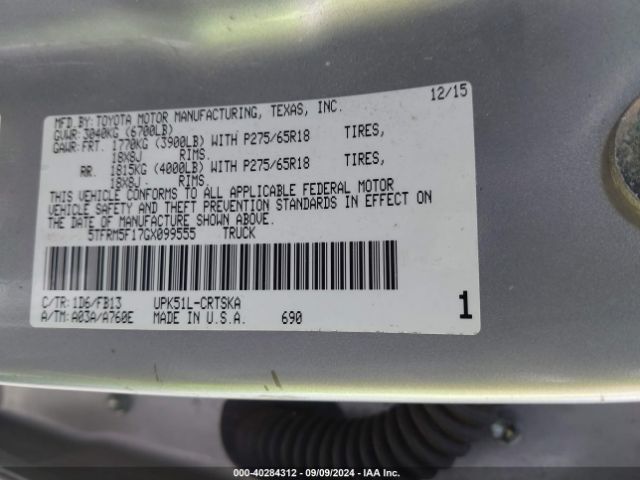 MFD.BY:TOYOTA MOTOR MANUFACTURING, TEXAS, INC. 12/15
GVWR:3040KG (6700LB)
GAWR:FRT. 1770KG (3900LB) WITH P275/65R18 TIRES,
18X8J RIMS.
RR. 1815KG (4000LB) WITH P275/65R18 TIRES,
18X8J RIMS.
THIS VEHICLE CONFORMS TO ALL APPLICABLE FEDERAL MOTOR
VEHICLE SAFETY AND THEFT PREVENTION STANDARDS IN EFFECT ON
THE DATE OF MANUFACTURE SHOWN ABOVE.
5TFRM5F17GX099555 TRUCK
C/TR:1D6/FB13 UPK51L-CRTSKA
A/TM:A03A/A760E MADE IN U.S.A. 690 1
000-40284312 - 09/09/2024 - IAA Inc.